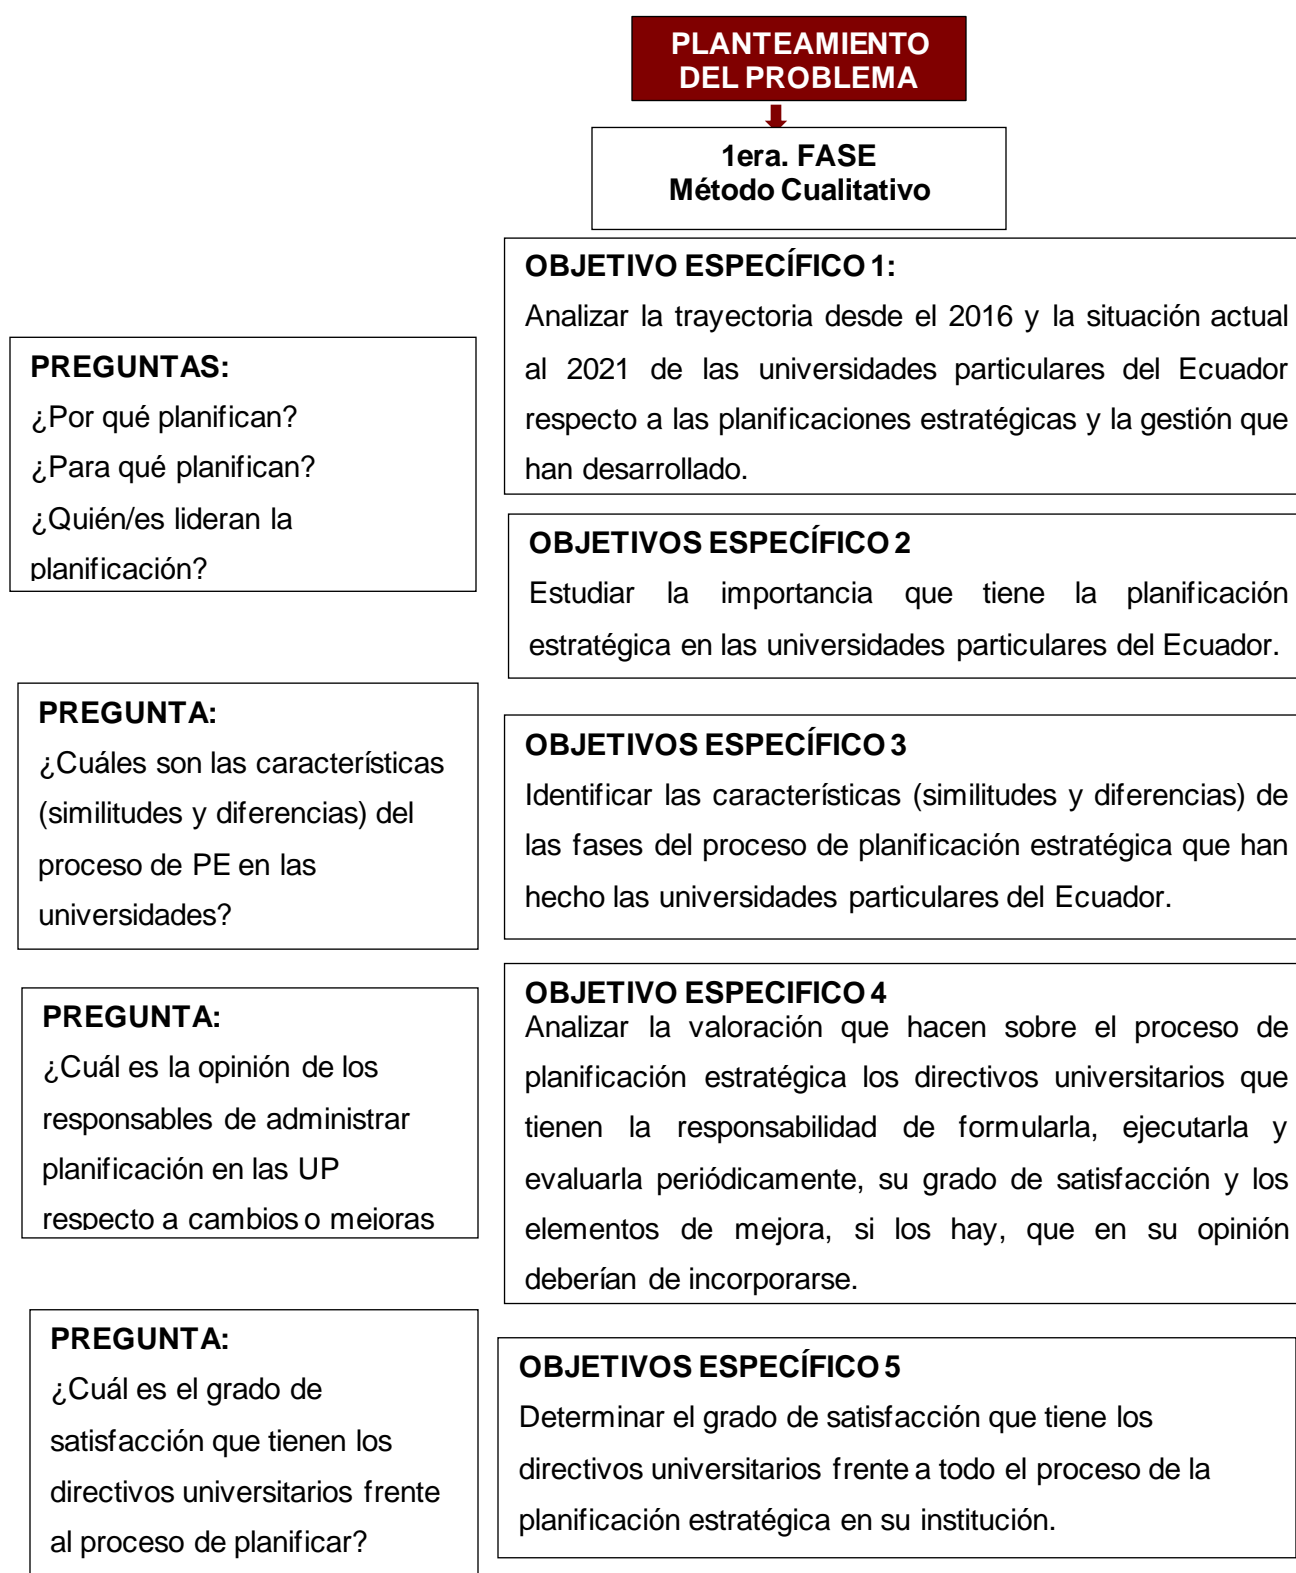 PLANTEAMIENTO
DEL PROBLEMA
1era. FASE
Método Cualitativo
OBJETIVO ESPECÍFICO 1:
Analizar la trayectoria desde el 2016 y la situación actual
al 2021 de las universidades particulares del Ecuador
respecto a las planificaciones estratégicas y la gestión que
han desarrollado.
PREGUNTAS:
¿Por qué planifican?
¿Para qué planifican?
¿Quién/es lideran la
planificación?
OBJETIVOS ESPECÍFICO 2
Estudiar la importancia que tiene la planificación
estratégica en las universidades particulares del Ecuador.
PREGUNTA:
¿Cuáles son las características
(similitudes y diferencias) del
proceso de PE en las
universidades?
OBJETIVOS ESPECÍFICO 3
Identificar las características (similitudes y diferencias) de
las fases del proceso de planificación estratégica que han
hecho las universidades particulares del Ecuador.
PREGUNTA:
¿Cuál es la opinión de los
responsables de administrar
planificación en las UP
respecto a cambios o mejoras
OBJETIVO ESPECIFICO 4
Analizar la valoración que hacen sobre el proceso de
planificación estratégica los directivos universitarios que
tienen la responsabilidad de formularla, ejecutarla y
evaluarla periódicamente, su grado de satisfacción y los
elementos de mejora, si los hay, que en su opinión
deberían de incorporarse.
PREGUNTA:
¿Cuál es el grado de
satisfacción que tienen los
directivos universitarios frente
al proceso de planificar?
OBJETIVOS ESPECÍFICO 5
Determinar el grado de satisfacción que tiene los
directivos universitarios frente a todo el proceso de la
planificación estratégica en su institución.